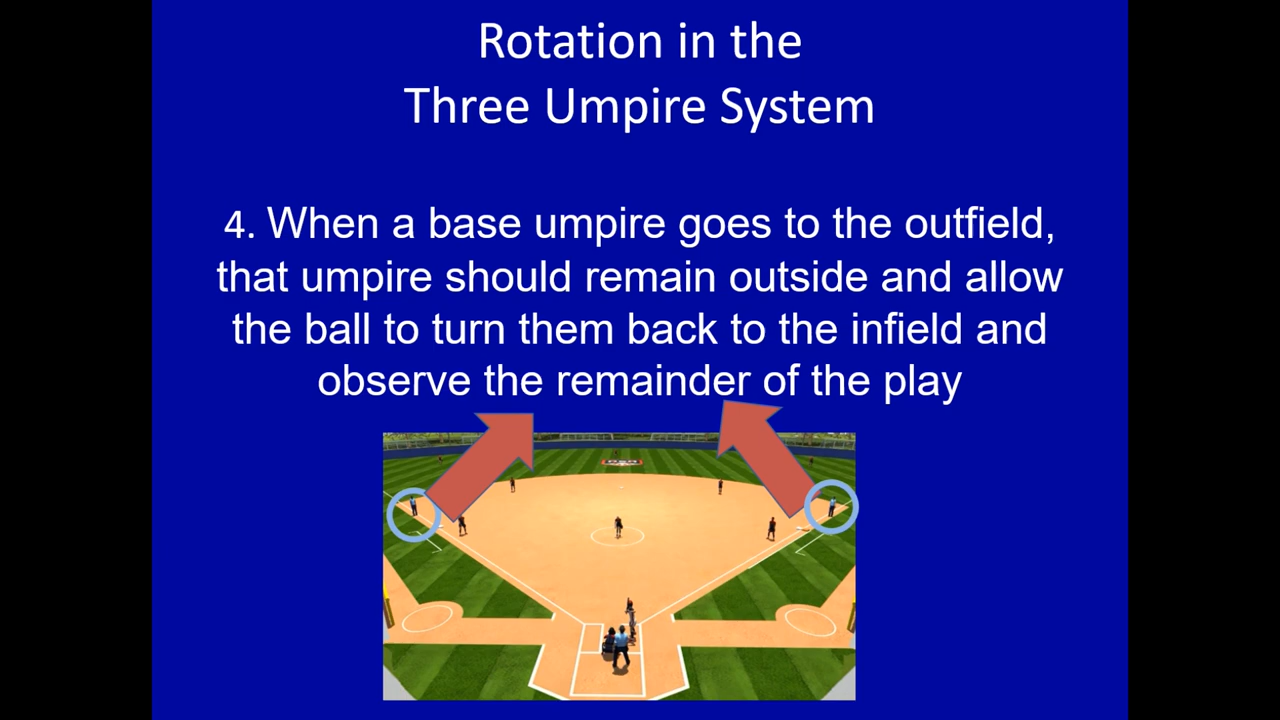 Rotation in the
Three Umpire System
4. When a base umpire goes to the outfield,
that umpire should remain outside and allow
the ball to turn them back to the infield and
observe the remainder of the play